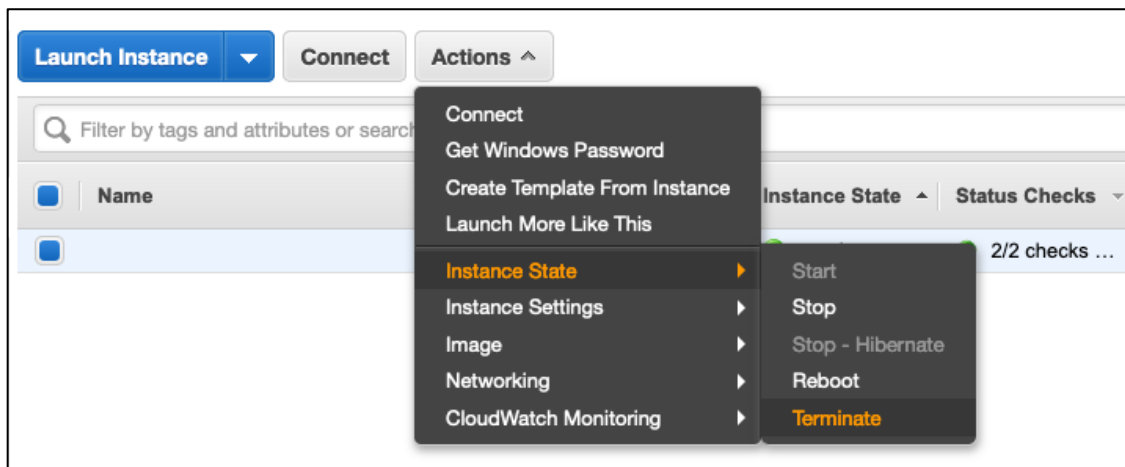 Launch Instance
Connect
Actions
Filter by tags and attributes or search
Connect
Get Windows Password
Create Template From Instance
Launch More Like This
Name
Instance State
Status Checks
2/2 checks ...
Instance State
Instance Settings
Image
Networking
CloudWatch Monitoring
Start
Stop
Stop - Hibernate
Reboot
Terminate